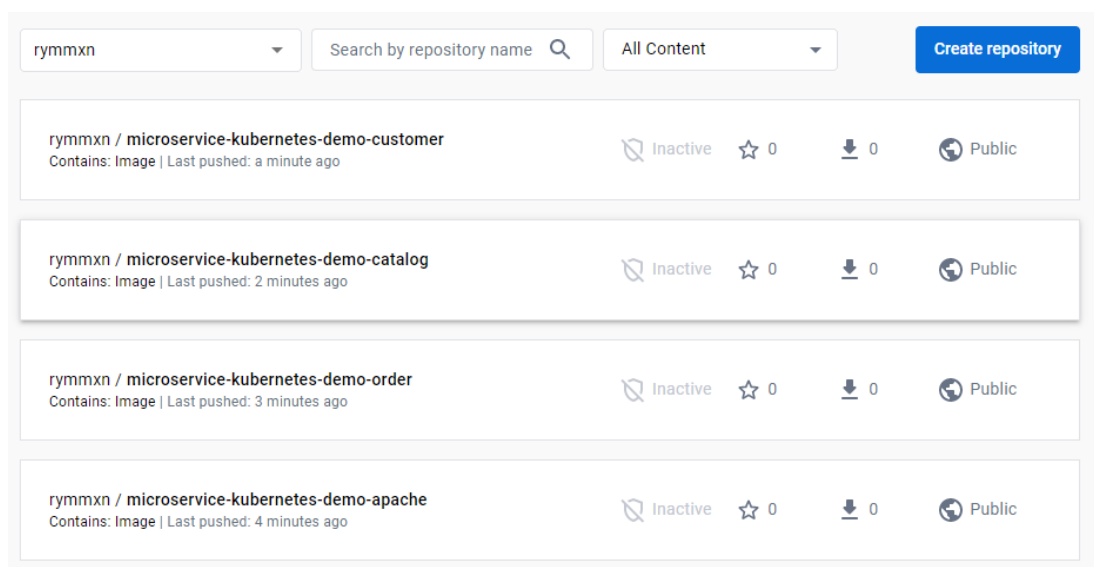 rymmxn Search by repository name All Content Create repository
rymmxn / microservice-kubernetes-demo-customer Inactive 0 0 Public
Contains: Image | Last pushed: a minute ago
rymmxn / microservice-kubernetes-demo-catalog Inactive 0 0 Public
Contains: Image | Last pushed: 2 minutes ago
rymmxn / microservice-kubernetes-demo-order Inactive 0 0 Public
Contains: Image | Last pushed: 3 minutes ago
rymmxn / microservice-kubernetes-demo-apache Inactive 0 0 Public
Contains: Image | Last pushed: 4 minutes ago